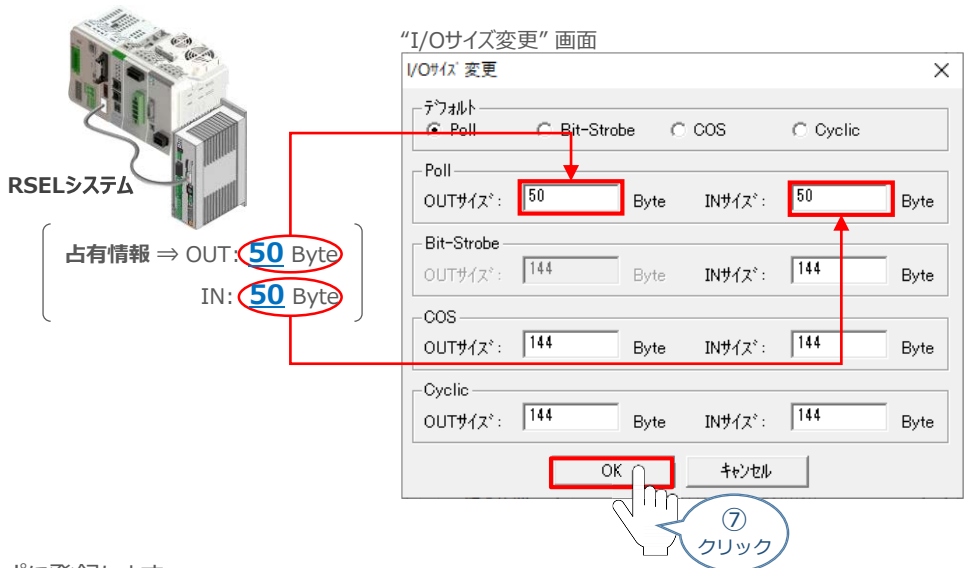 “I/Oサイズ変更” 画面
I/Oｻｲｽﾞ変更
ﾃﾞﾌｫﾙﾄ
Poll Bit-Strobe COS Cyclic
Poll
OUTｻｲｽﾞ: 50 Byte INｻｲｽﾞ: 50 Byte
RSELシステム
占有情報 ⇒ OUT: 50 Byte
IN: 50 Byte
Bit-Strobe
OUTｻｲｽﾞ: 144 Byte INｻｲｽﾞ: 144 Byte
COS
OUTｻｲｽﾞ: 144 Byte INｻｲｽﾞ: 144 Byte
Cyclic
OUTｻｲｽﾞ: 144 Byte INｻｲｽﾞ: 144 Byte
OK ｷｬﾝｾﾙ
⑦
クリック